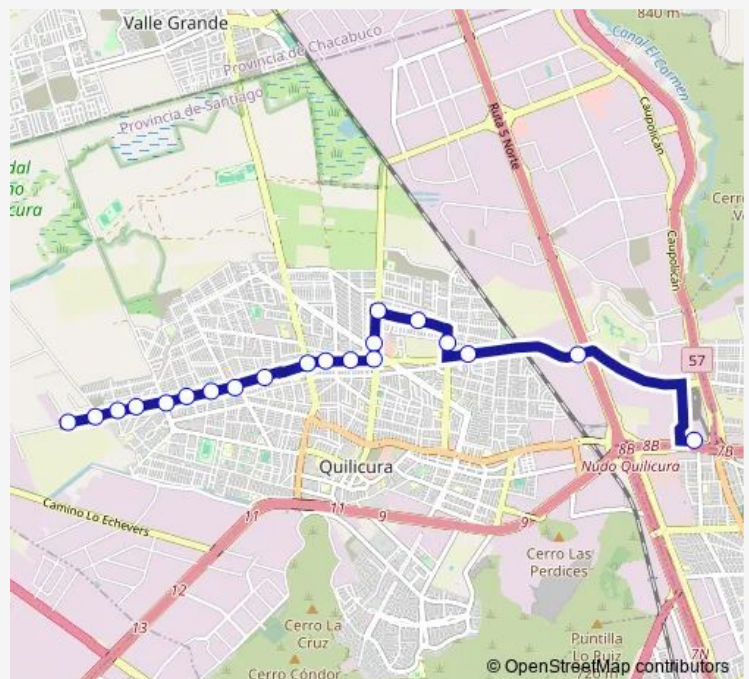 840 m
Valle Grande
Provincia de Chacabuco
Canal El Carmen
Provincia de Santiago
Ruta 5 Norte
Caupolicán
dal
no
cura
Cerro
Caupolicán
57
8B
8B
7B
Quilicura
Nudo Quilicura
Camino Lo Echevers
11
11
9
9
Cerro Las
Perdices
12
13
Cerro La
Cruz
Puntilla
Lo Ruiz
720 m
7N
Cerro Cóndor
© OpenStreetMap contributors